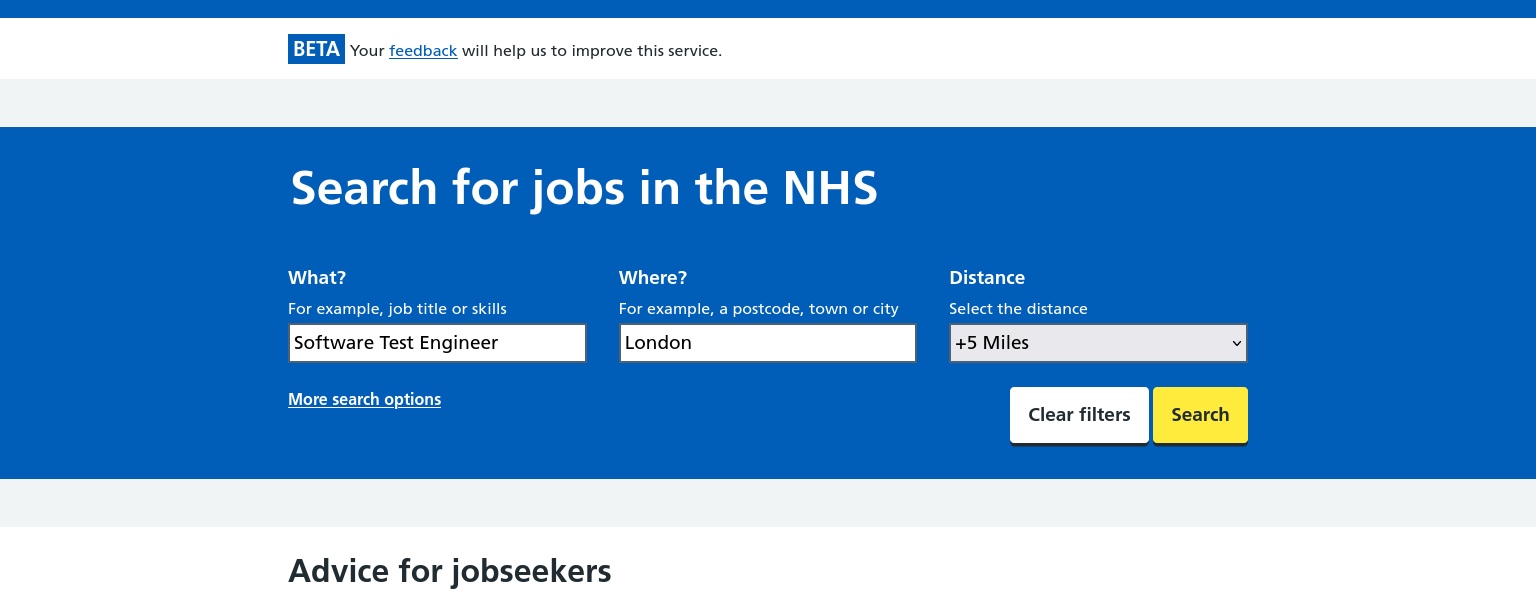 BETA Your feedback will help us to improve this service.
Search for jobs in the NHS
What? Where? Distance
For example, job title or skills For example, a postcode, town or city Select the distance
Software Test Engineer London +5 Miles
More search options Clear filters Search
Advice for jobseekers